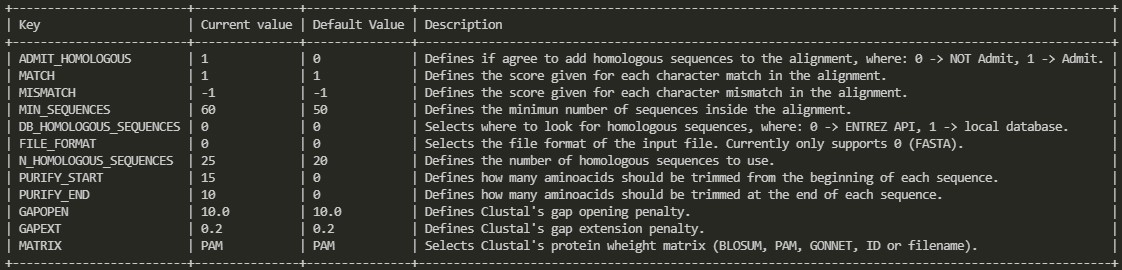 | Key | Current value | Default Value | Description
| ADMIT_HOMOLOGOUS | 1 | 0 | Defines if agree to add homologous sequences to the alignment, where: 0 -> NOT Admit, 1 -> Admit. |
| MATCH | 1 | 1 | Defines the score given for each character match in the alignment. |
| MISMATCH | -1 | -1 | Defines the score given for each character mismatch in the alignment. |
| MIN_SEQUENCES | 60 | 50 | Defines the minimun number of sequences inside the alignment. |
| DB_HOMOLOGOUS_SEQUENCES | 0 | 0 | Selects where to look for homologous sequences, where: 0 -> ENTREZ API, 1 -> local database. |
| FILE_FORMAT | 0 | 0 | Selects the file format of the input file. Currently only supports 0 (FASTA). |
| N_HOMOLOGOUS_SEQUENCES | 25 | 20 | Defines the number of homologous sequences to use. |
| PURIFY_START | 15 | 0 | Defines how many aminoacids should be trimmed from the beginning of each sequence. |
| PURIFY_END | 10 | 0 | Defines how many aminoacids should be trimmed at the end of each sequence. |
| GAPOPEN | 10.0 | 10.0 | Defines Clustal's gap opening penalty. |
| GAPEXT | 0.2 | 0.2 | Defines Clustal's gap extension penalty. |
| MATRIX | PAM | PAM | Selects Clustal's protein wheight matrix (BLOSUM, PAM, GONNET, ID or filename). |